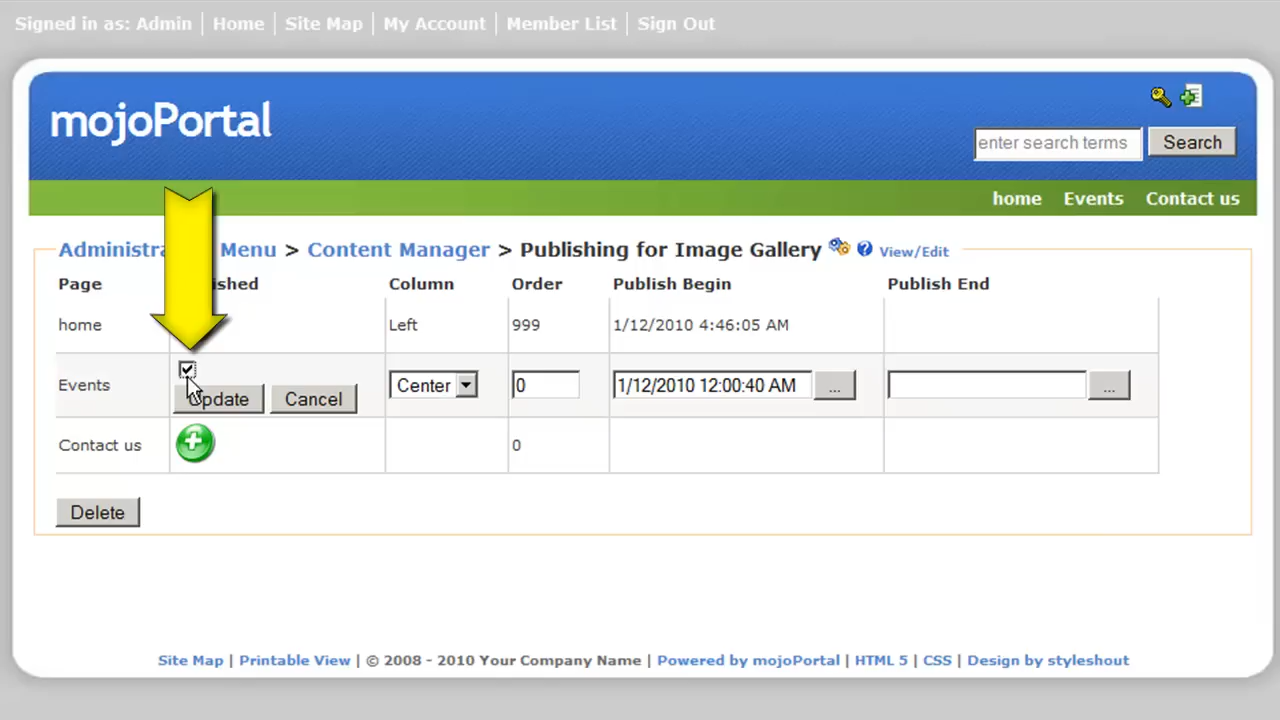 Signed in as: Admin | Home | Site Map | My Account | Member List | Sign Out
mojoPortal
enter search terms Search
home Events Contact us
Menu > Content Manager > Publishing for Image Gallery View/Edit
Page Column Order Publish Begin Publish End
home Left 999 1/12/2010 4:46:05 AM
Events Update Cancel Center 0 1/12/2010 12:00:40 AM ... ...
Contact us 0
Delete
Site Map | Printable View | © 2008 - 2010 Your Company Name | Powered by mojoPortal | HTML 5 | CSS | Design by styleshout